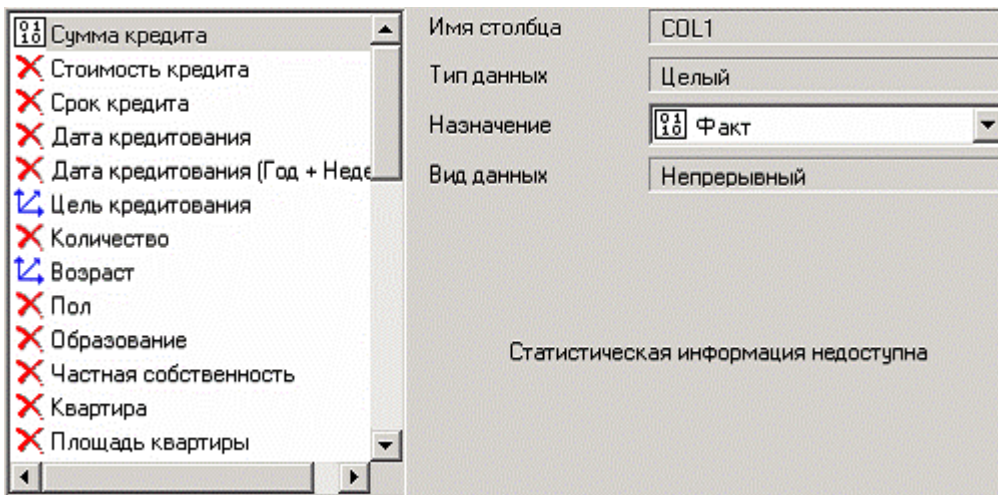 Сумма кредита
Стоимость кредита
Срок кредита
Дата кредитования
Дата кредитования (Год + Неде
Цель кредитования
Количество
Возраст
Пол
Образование
Частная собственность
Квартира
Площадь квартиры
Имя столбца COL1
Тип данных Целый
Назначение Факт
Вид данных Непрерывный
Статистическая информация недоступна